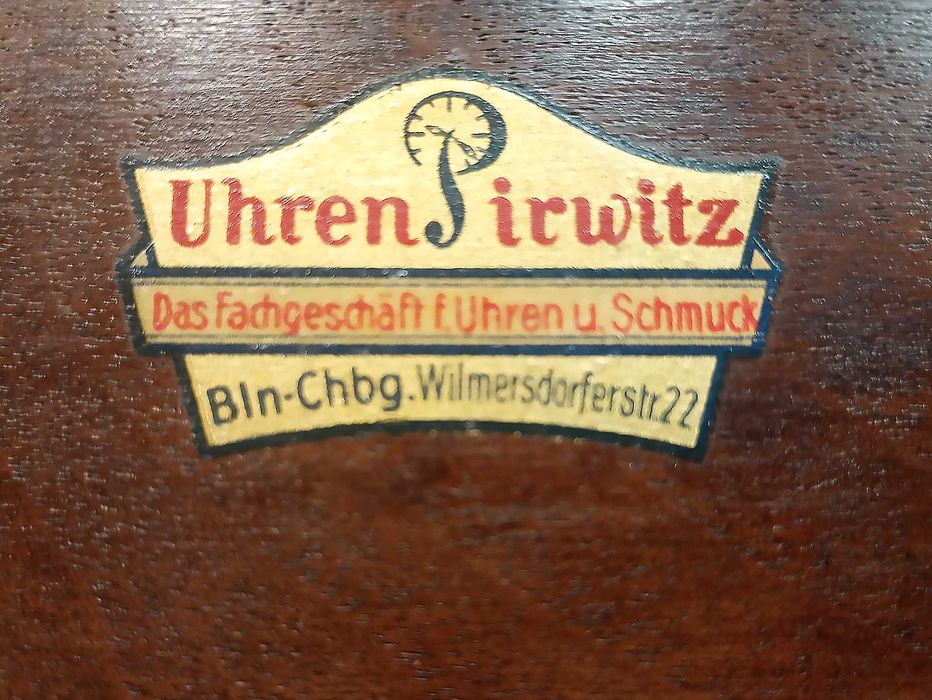 Uhren Pirwitz
Das Fachgeschäft f. Uhren u. Schmuck
Bln-Chbg. Wilmersdorferstr. 22